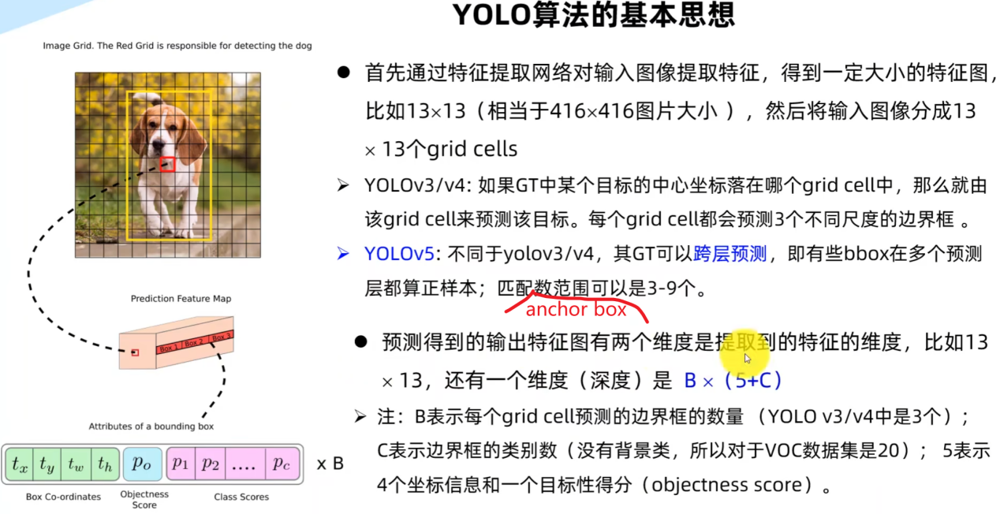 YOLO算法的基本思想
Image Grid. The Red Grid is responsible for detecting the dog
Prediction Feature Map
Box 1 Box 2 Box 3
Attributes of a bounding box
tx ty tw th po p1 p2 .... pc x B
Box Co-ordinates
Objectness
Score
Class Scores
● 首先通过特征提取网络对输入图像提取特征，得到一定大小的特征图，
比如13×13（相当于416×416图片大小 ），然后将输入图像分成13
× 13个grid cells
➢ YOLOv3/v4: 如果GT中某个目标的中心坐标落在哪个grid cell中，那么就由
该grid cell来预测该目标。每个grid cell都会预测3个不同尺度的边界框 。
➢ YOLOv5: 不同于yolov3/v4，其GT可以跨层预测，即有些bbox在多个预测
层都算正样本；匹配数范围可以是3-9个。
anchor box
● 预测得到的输出特征图有两个维度是提取到的特征的维度，比如13
× 13，还有一个维度（深度）是 B ×（5+C）
➢ 注：B表示每个grid cell预测的边界框的数量 （YOLO v3/v4中是3个）；
C表示边界框的类别数（没有背景类，所以对于VOC数据集是20）； 5表示
4个坐标信息和一个目标性得分（objectness score）。